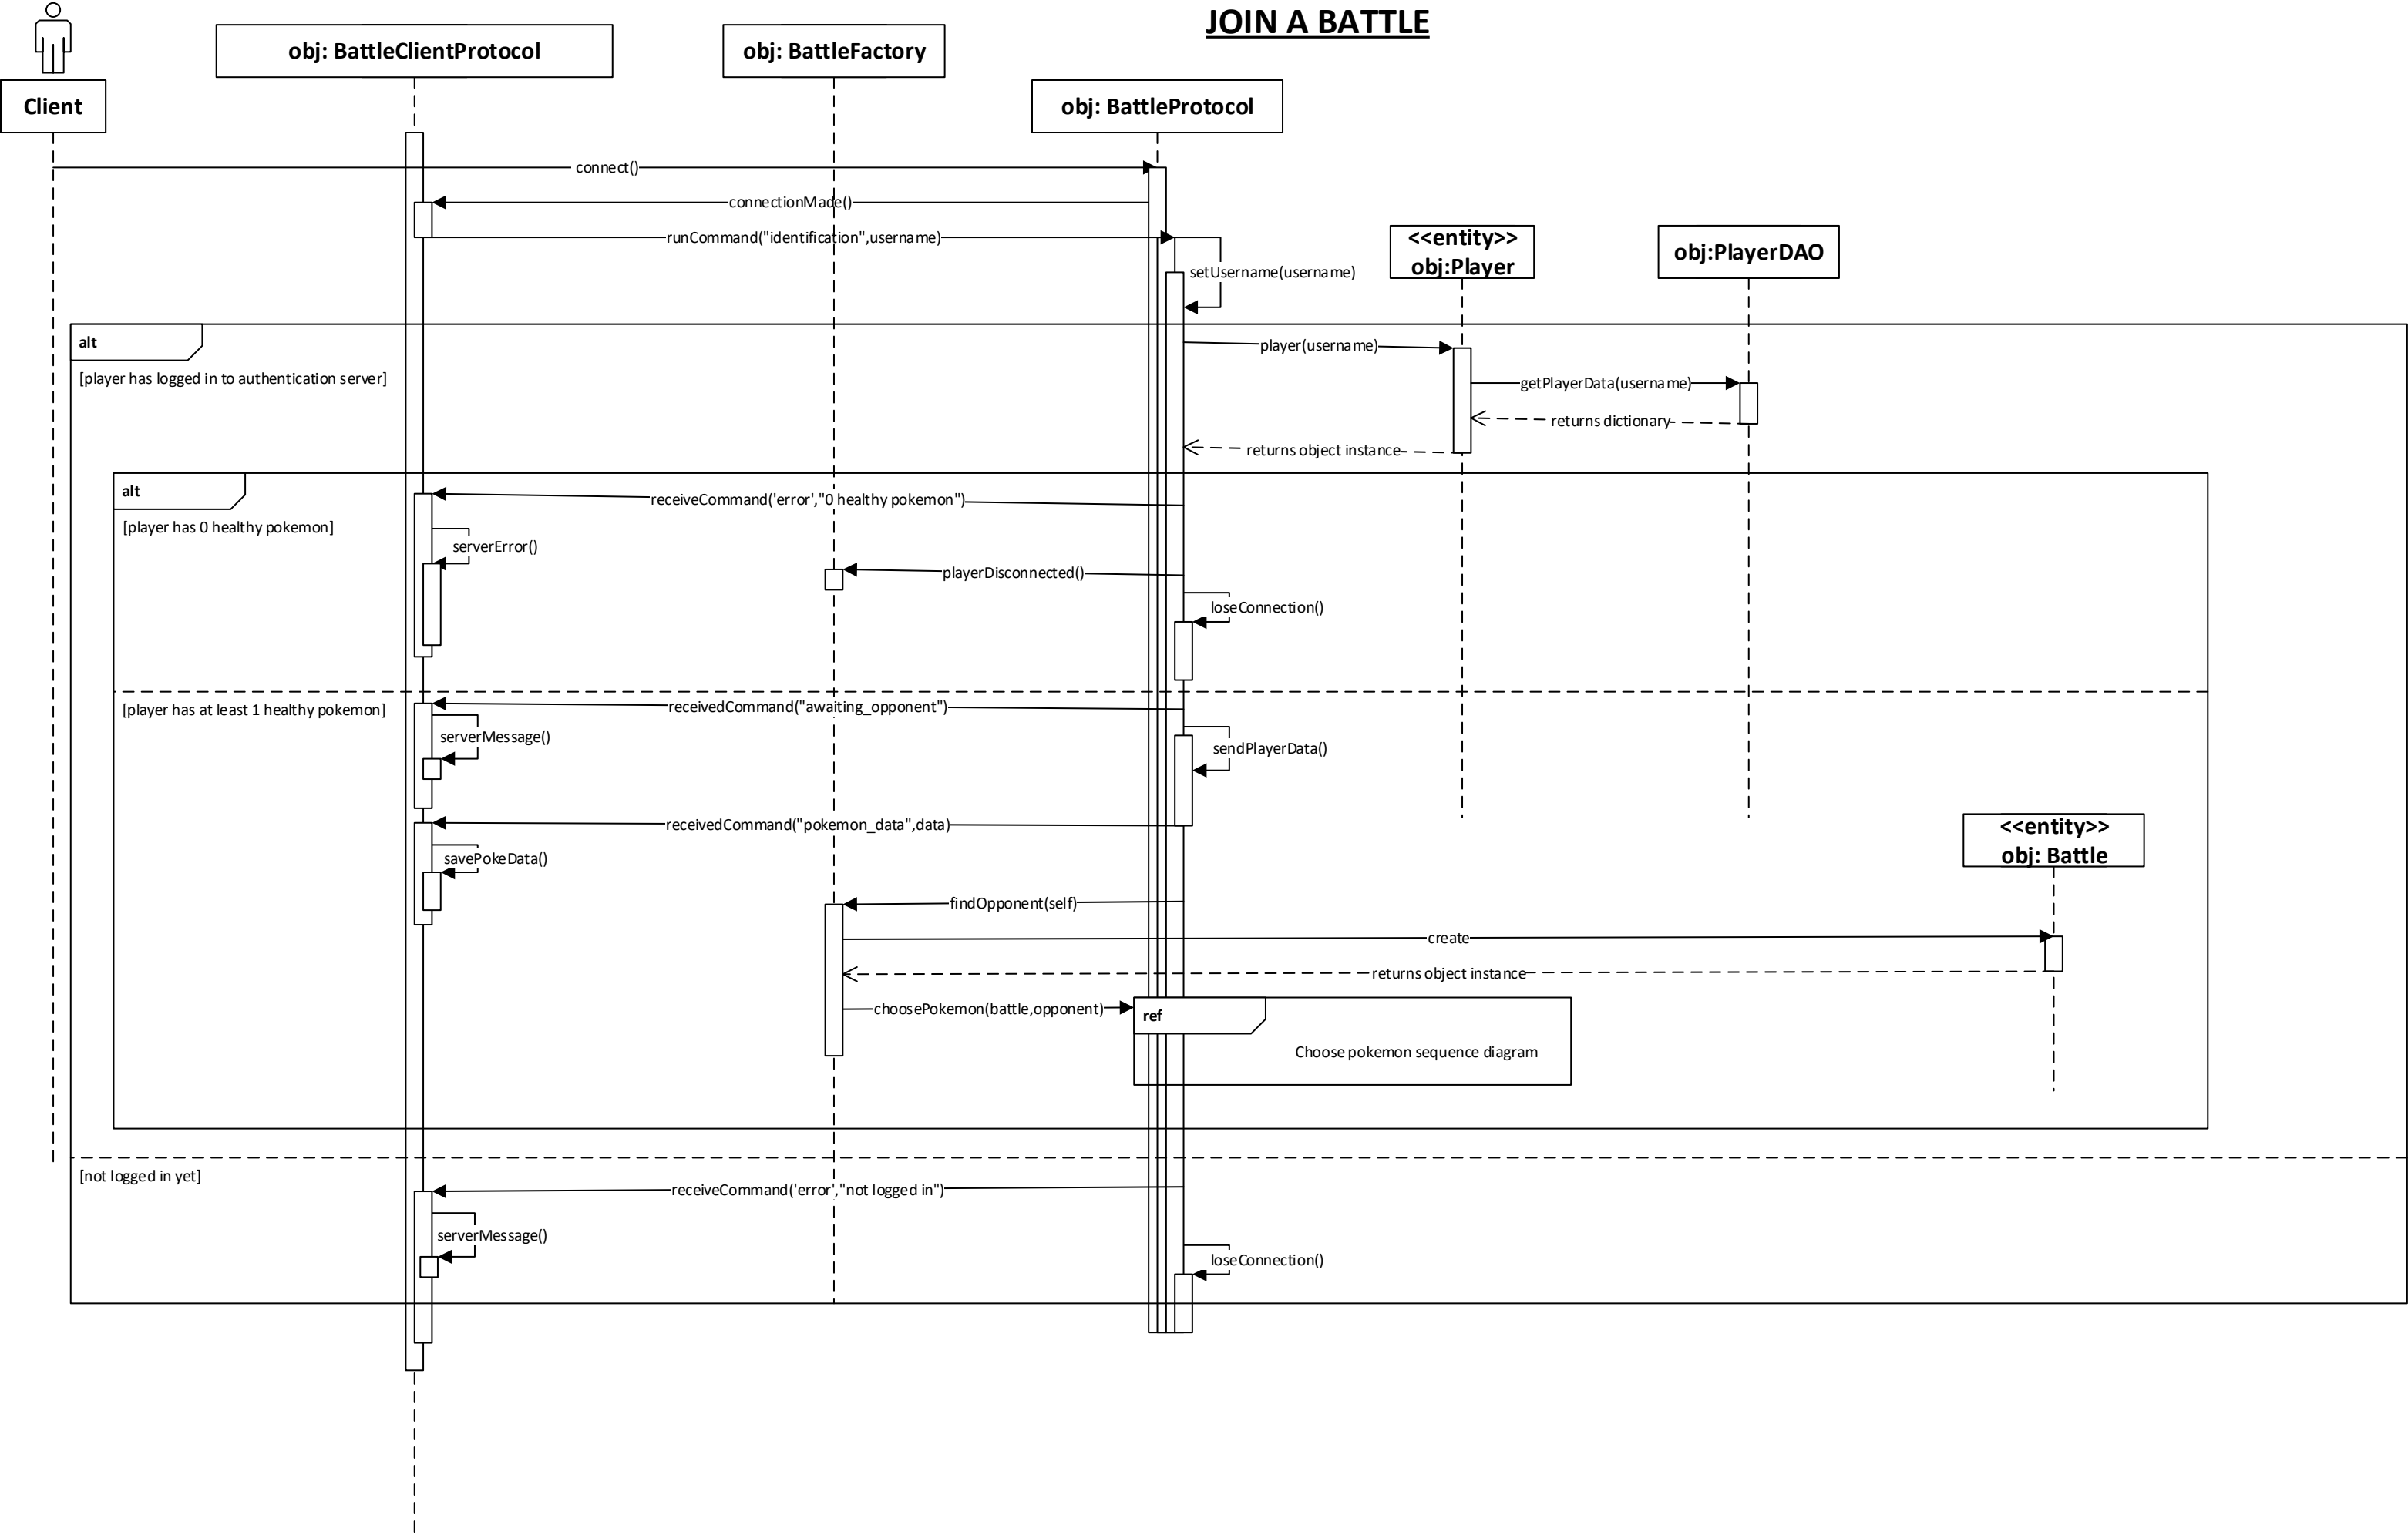 JOIN A BATTLE
obj: BattleClientProtocol
obj: BattleFactory
Client
obj: BattleProtocol
connect()
connectionMade()
runCommand("identification",username)
<<entity>>
obj:Player
obj:PlayerDAO
setUsername(username)
alt
[player has logged in to authentication server]
player(username)
getPlayerData(username)
returns dictionary
returns object instance
alt
[player has 0 healthy pokemon]
receiveCommand('error',"0 healthy pokemon")
serverError()
playerDisconnected()
loseConnection()
[player has at least 1 healthy pokemon]
receivedCommand("awaiting_opponent")
serverMessage()
sendPlayerData()
receivedCommand("pokemon_data",data)
<<entity>>
obj: Battle
savePokeData()
findOpponent(self)
create
returns object instance
choosePokemon(battle,opponent)
ref
Choose pokemon sequence diagram
[not logged in yet]
receiveCommand('error',"not logged in")
serverMessage()
loseConnection()